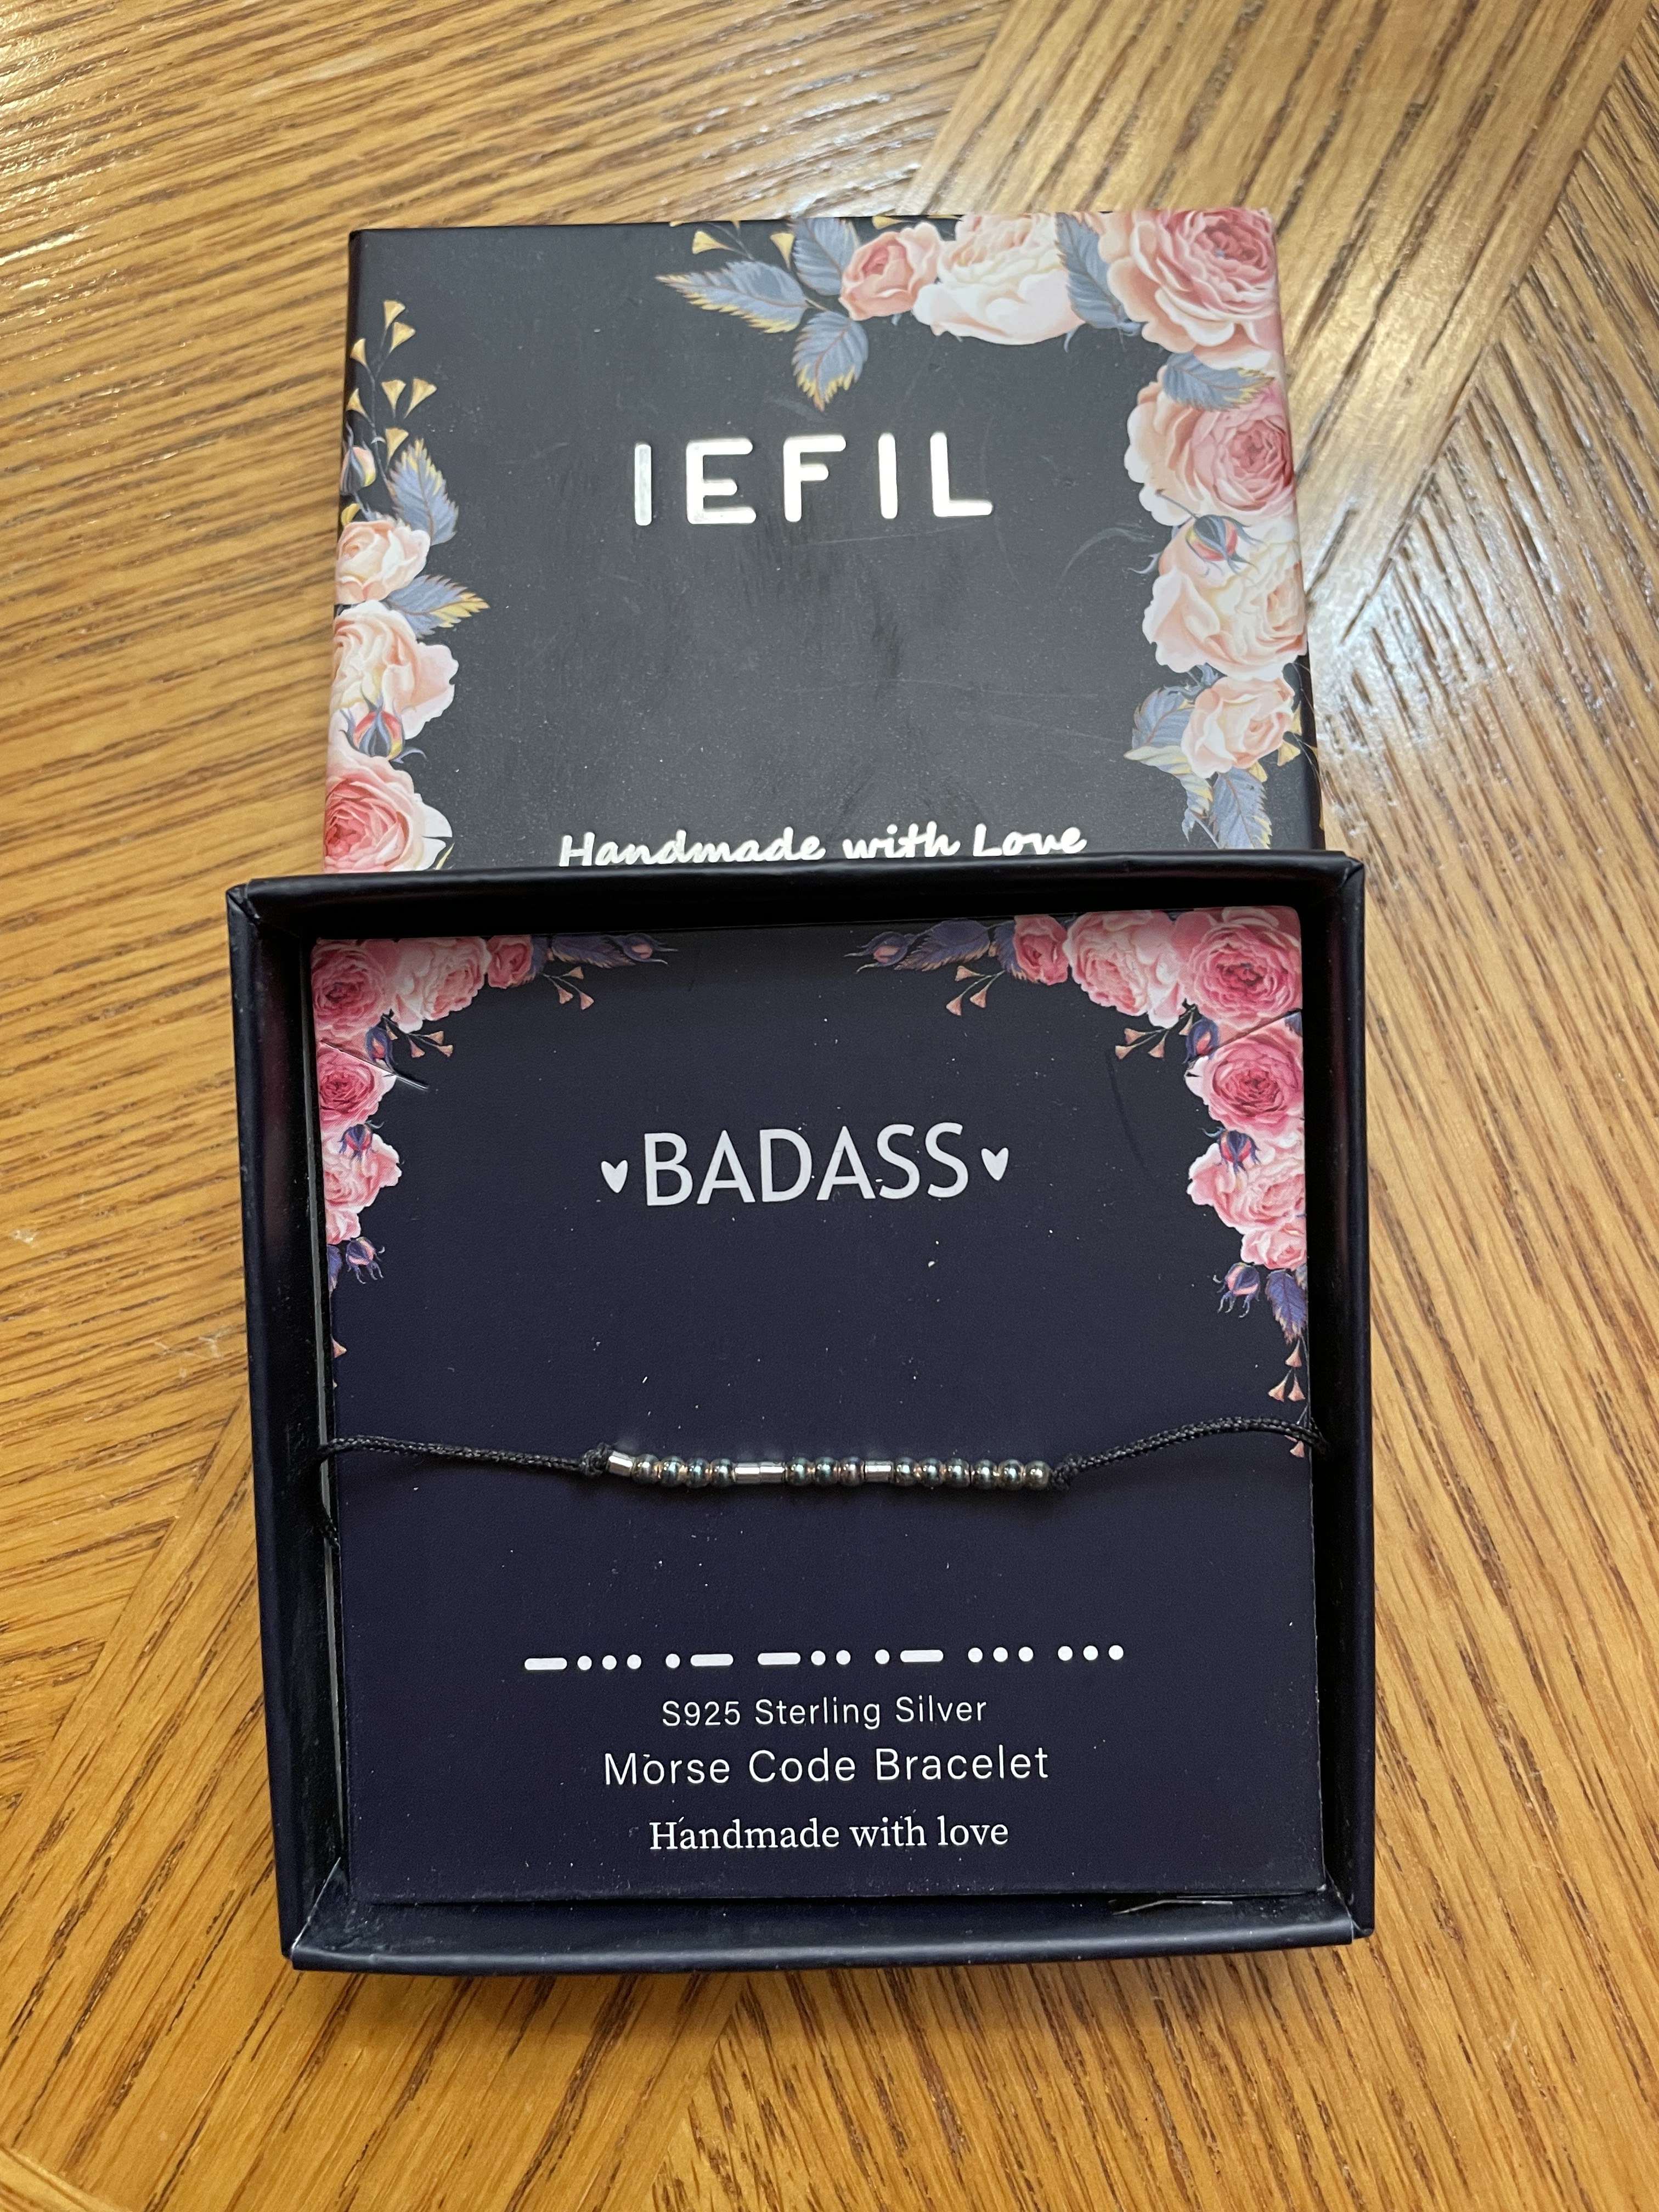 IEFIL
Handmade with Love
♥BADASS♥
–••• •– –•• •– ••• •••
S925 Sterling Silver
Morse Code Bracelet
Handmade with love